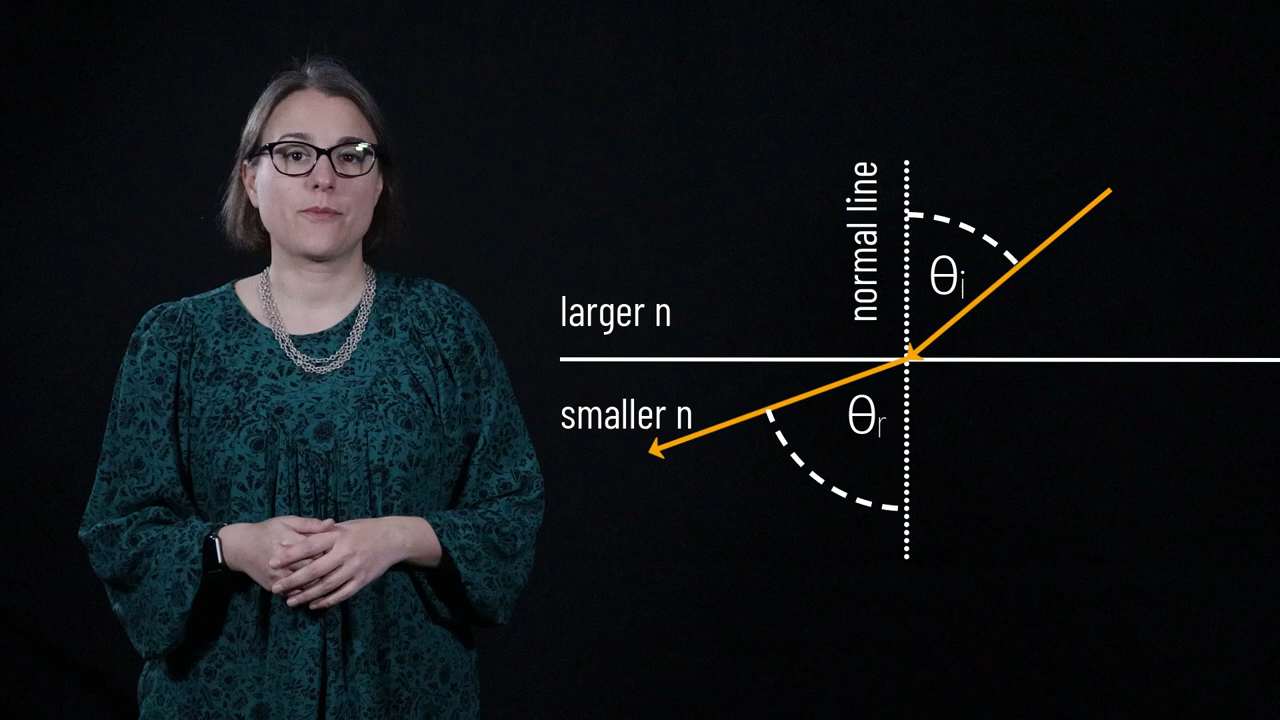 normal line
θi
larger n
smaller n
θr